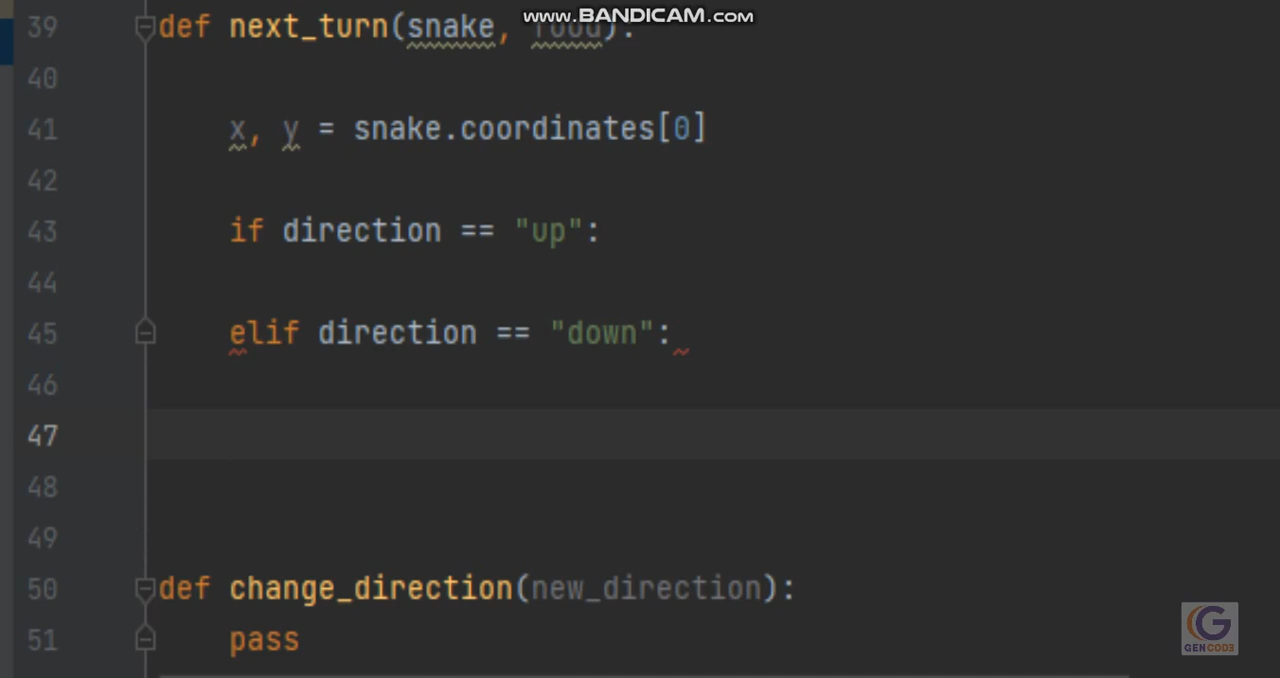 www.BANDICAM.com
39 def next_turn(snake, food):
40
41 x, y = snake.coordinates[0]
42
43 if direction == "up":
44
45 elif direction == "down":
46
47
48
49
50 def change_direction(new_direction):
51 pass
G
GENCODE